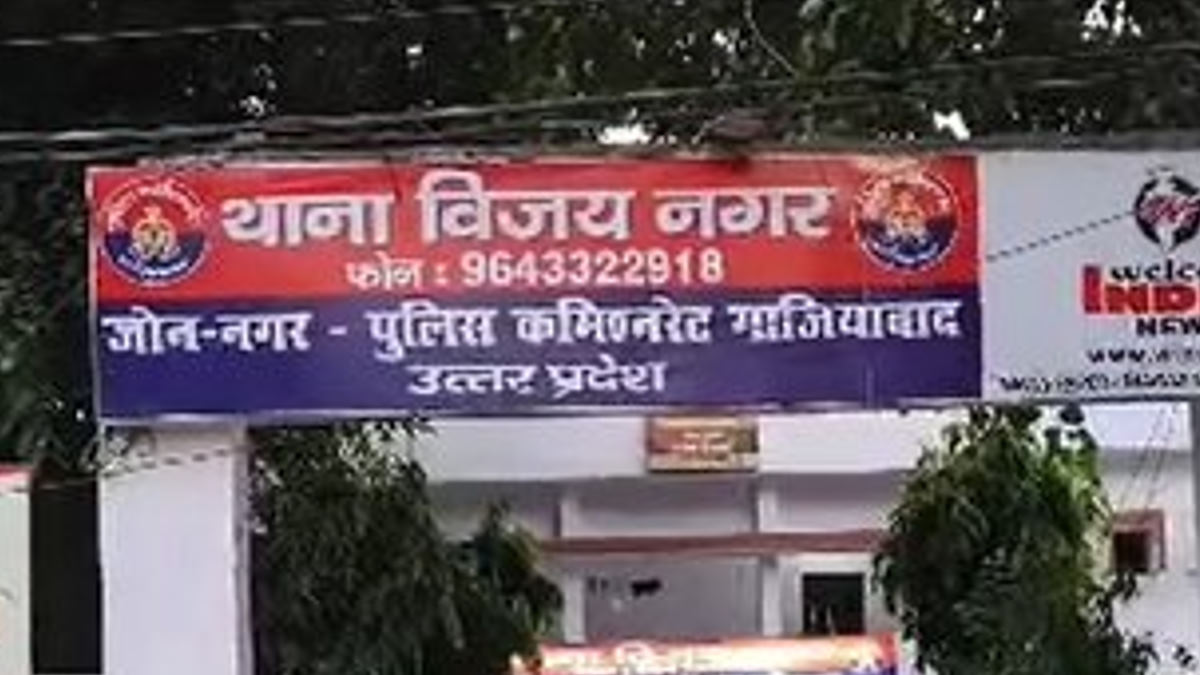 थाना विजय नगर
फोन : 9643322918
जोन-नगर - पुलिस कमिश्नरेट गाजियाबाद
उत्तर प्रदेश